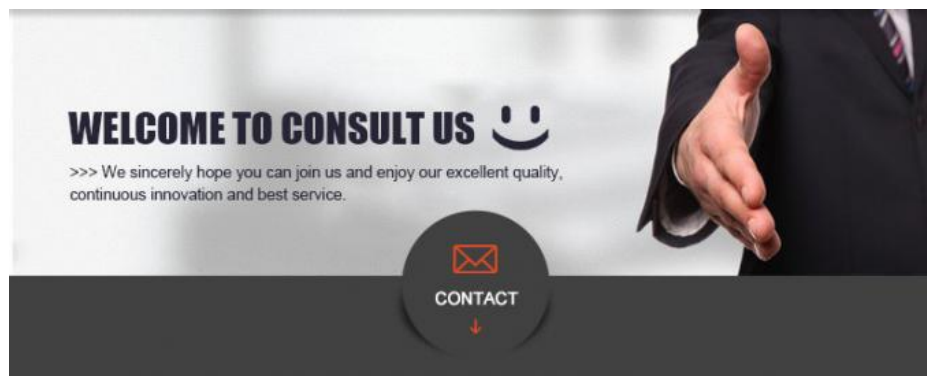 WELCOME TO CONSULT US
>>> We sincerely hope you can join us and enjoy our excellent quality,
continuous innovation and best service.
CONTACT